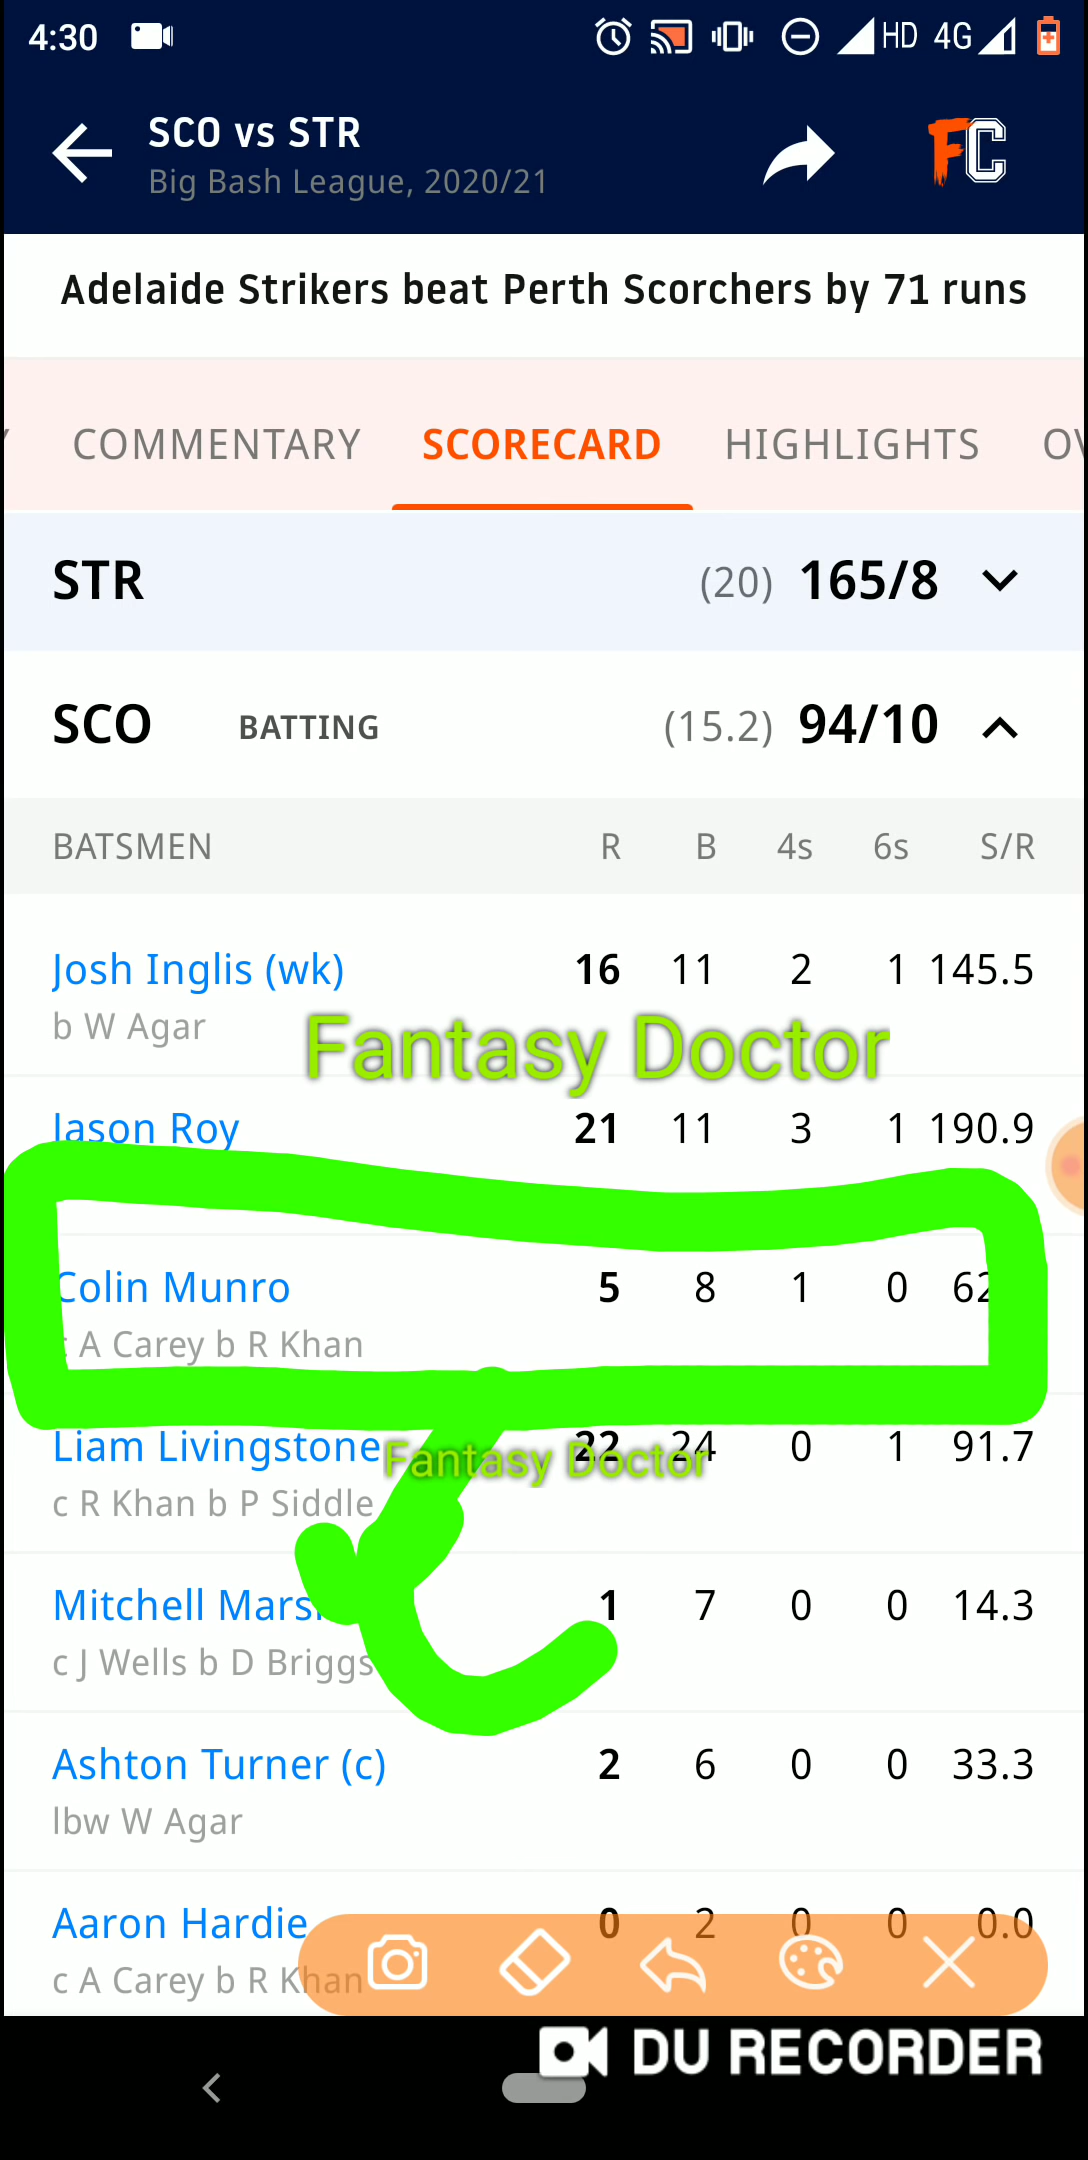 4:30 HD 4G
SCO vs STR
Big Bash League, 2020/21
FC
Adelaide Strikers beat Perth Scorchers by 71 runs
COMMENTARY SCORECARD HIGHLIGHTS
STR (20) 165/8
SCO BATTING (15.2) 94/10
BATSMEN R B 4s 6s S/R
Josh Inglis (wk) 16 11 2 1 145.5
b W Agar
Fantasy Doctor
Jason Roy 21 11 3 1 190.9
Colin Munro 5 8 1 0
c A Carey b R Khan
Liam Livingstone 22 24 0 1 91.7
Fantasy Doctor
c R Khan b P Siddle
Mitchell Marsh 1 7 0 0 14.3
c J Wells b D Briggs
Ashton Turner (c) 2 6 0 0 33.3
lbw W Agar
Aaron Hardie 0 2 0 0 0.0
c A Carey b R Khan
DU RECORDER